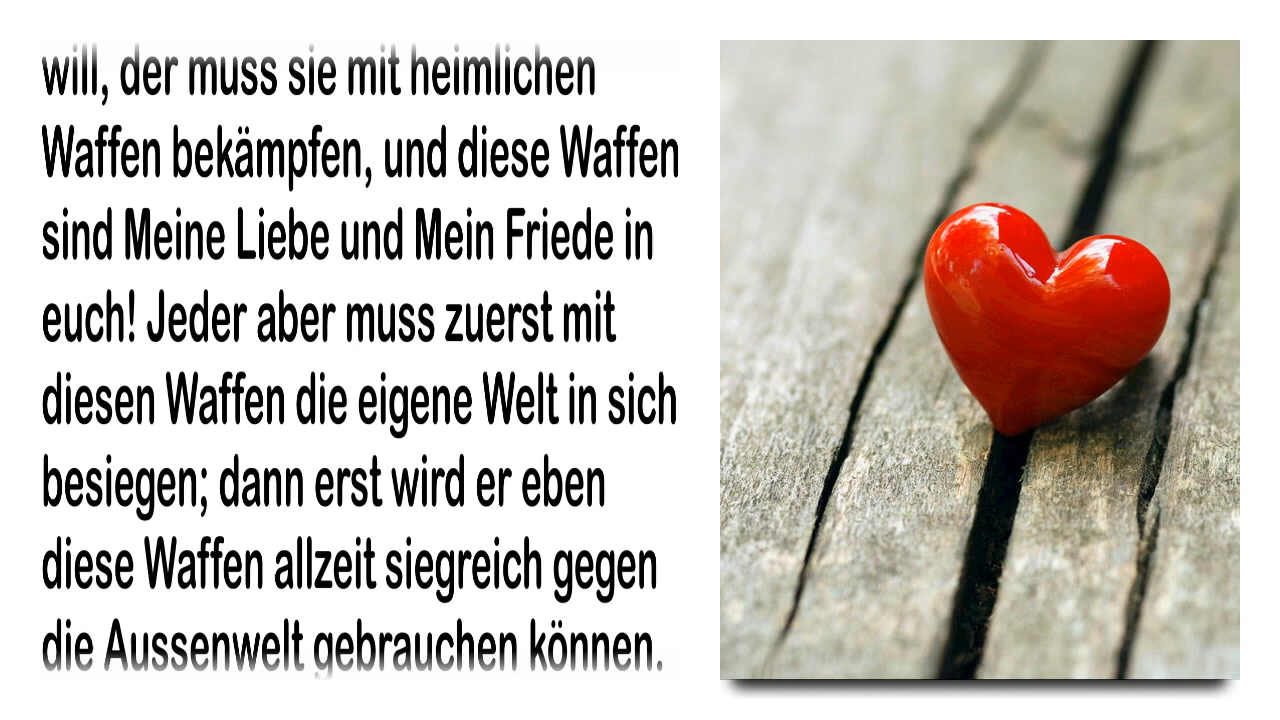 will, der muss sie mit heimlichen
Waffen bekämpfen, und diese Waffen
sind Meine Liebe und Mein Friede in
euch! Jeder aber muss zuerst mit
diesen Waffen die eigene Welt in sich
besiegen; dann erst wird er eben
diese Waffen allzeit siegreich gegen
die Aussenwelt gebrauchen können.